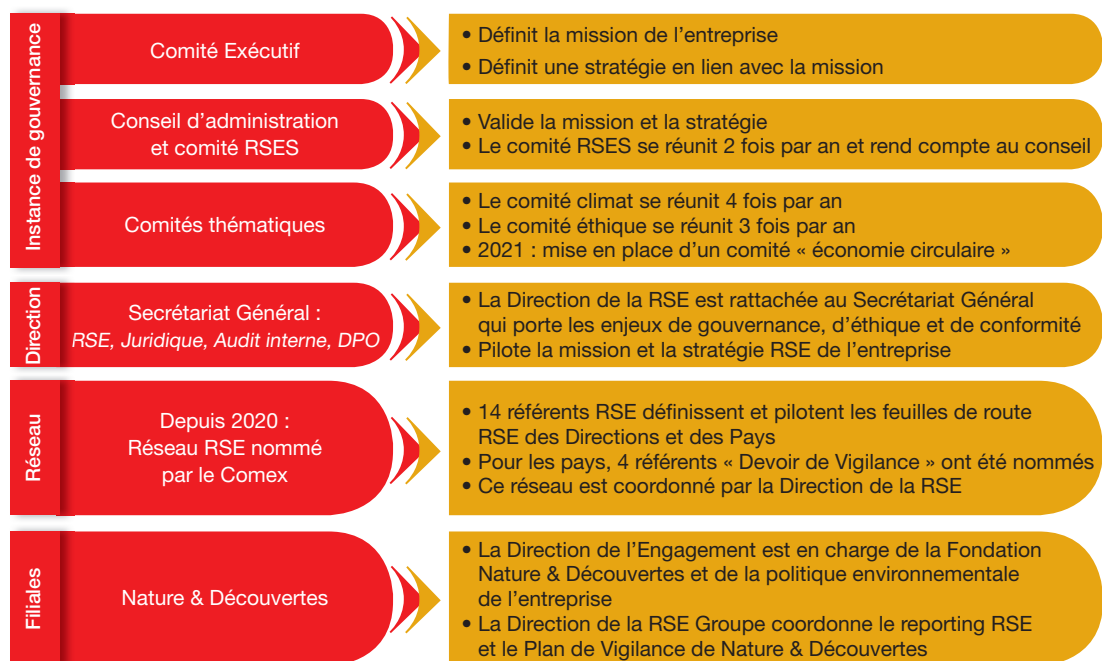 Instance de gouvernance
Comité Exécutif
• Définit la mission de l'entreprise
• Définit une stratégie en lien avec la mission
Conseil d'administration
et comité RSES
• Valide la mission et la stratégie
• Le comité RSES se réunit 2 fois par an et rend compte au conseil
Comités thématiques
• Le comité climat se réunit 4 fois par an
• Le comité éthique se réunit 3 fois par an
• 2021 : mise en place d'un comité « économie circulaire »
Direction
Secrétariat Général :
RSE, Juridique, Audit interne, DPO
• La Direction de la RSE est rattachée au Secrétariat Général
qui porte les enjeux de gouvernance, d'éthique et de conformité
• Pilote la mission et la stratégie RSE de l'entreprise
Réseau
Depuis 2020 :
Réseau RSE nommé
par le Comex
• 14 référents RSE définissent et pilotent les feuilles de route
RSE des Directions et des Pays
• Pour les pays, 4 référents « Devoir de Vigilance » ont été nommés
• Ce réseau est coordonné par la Direction de la RSE
Filiales
Nature & Découvertes
• La Direction de l'Engagement est en charge de la Fondation
Nature & Découvertes et de la politique environnementale
de l'entreprise
• La Direction de la RSE Groupe coordonne le reporting RSE
et le Plan de Vigilance de Nature & Découvertes